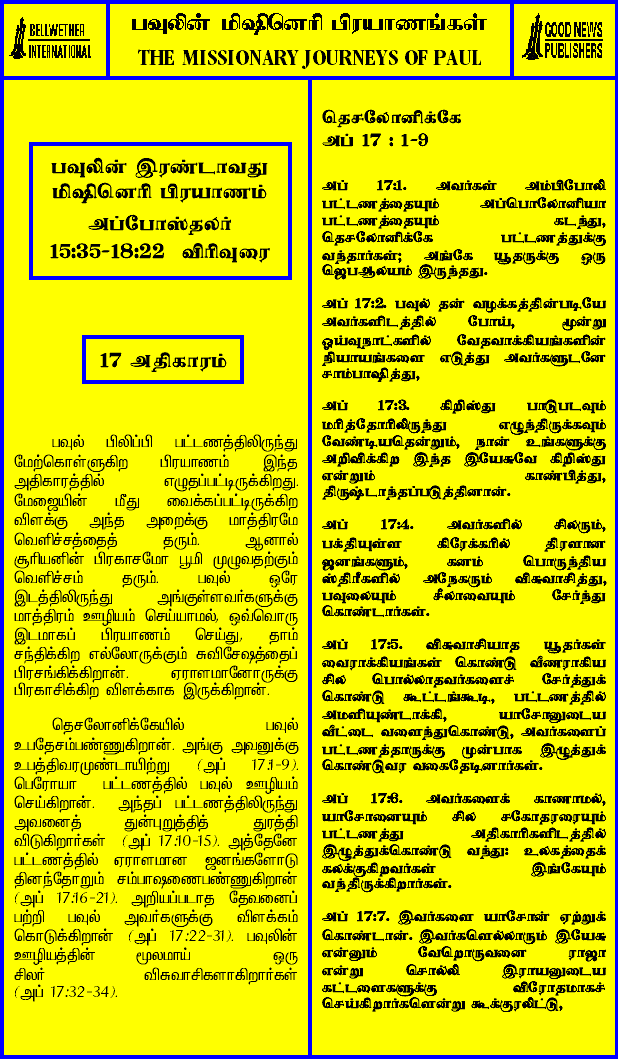 BELLWETHER
INTERNATIONAL
பவுலின் மிஷினெரி பிரயாணங்கள்
THE MISSIONARY JOURNEYS OF PAUL
GOOD NEWS
PUBLISHERS
பவுலின் இரண்டாவது
மிஷினெரி பிரயாணம்
அப்போஸ்தலர்
15:35-18:22 விரிவுரை
17 அதிகாரம்
பவுல் பிலிப்பி பட்டணத்திலிருந்து
மேற்கொள்ளுகிற பிரயாணம் இந்த
அதிகாரத்தில் எழுதப்பட்டிருக்கிறது.
மேஜையின் மீது வைக்கப்பட்டிருக்கிற
விளக்கு அந்த அறைக்கு மாத்திரமே
வெளிச்சத்தைத் தரும். ஆனால்
சூரியனின் பிரகாசமோ பூமி முழுவதற்கும்
வெளிச்சம் தரும். பவுல் ஒரே
இடத்திலிருந்து அங்குள்ளவர்களுக்கு
மாத்திரம் ஊழியம் செய்யாமல், ஒவ்வொரு
இடமாகப் பிரயாணம் செய்து, தாம்
சந்திக்கிற எல்லோருக்கும் சுவிசேஷத்தைப்
பிரசங்கிக்கிறான். ஏராளமானோருக்கு
பிரகாசிக்கிற விளக்காக இருக்கிறான்.
தெசலோனிக்கேயில் பவுல்
உபதேசம்பண்ணுகிறான். அங்கு அவனுக்கு
உபத்திவரமுண்டாயிற்று (அப் 17:1-9).
பெரோயா பட்டணத்தில் பவுல் ஊழியம்
செய்கிறான். அந்தப் பட்டணத்திலிருந்து
அவனைத் துன்புறுத்தித் துரத்தி
விடுகிறார்கள் (அப் 17:10-15). அத்தேனே
பட்டணத்தில் ஏராளமான ஜனங்களோடு
தினந்தோறும் சம்பாஷணைபண்ணுகிறான்
(அப் 17:16-21). அறியப்படாத தேவனைப்
பற்றி பவுல் அவர்களுக்கு விளக்கம்
கொடுக்கிறான் (அப் 17:22-31). பவுலின்
ஊழியத்தின் மூலமாய் ஒரு
சிலர் விசுவாசிகளாகிறார்கள்
(அப் 17:32-34).
தெசலோனிக்கே
அப் 17 : 1-9
அப் 17:1. அவர்கள் அம்பிபோலி
பட்டணத்தையும் அப்பொலோனியா
பட்டணத்தையும் கடந்து,
தெசலோனிக்கே பட்டணத்துக்கு
வந்தார்கள்; அங்கே யூதருக்கு ஒரு
ஜெபஆலயம் இருந்தது.
அப் 17:2. பவுல் தன் வழக்கத்தின்படியே
அவர்களிடத்தில் போய், மூன்று
ஓய்வுநாட்களில் வேதவாக்கியங்களின்
நியாயங்களை எடுத்து அவர்களுடனே
சாம்பாஷித்து,
அப் 17:3. கிறிஸ்து பாடுபடவும்
மரித்தோரிலிருந்து எழுந்திருக்கவும்
வேண்டியதென்றும், நான் உங்களுக்கு
அறிவிக்கிற இந்த இயேசுவே கிறிஸ்து
என்றும் காண்பித்து,
திருஷ்டாந்தப்படுத்தினான்.
அப் 17:4. அவர்களில் சிலரும்,
பக்தியுள்ள கிரேக்கரில் திரளான
ஜனங்களும், கனம் பொருந்திய
ஸ்திரீகளில் அநேகரும் விசுவாசித்து,
பவுலையும் சீலாவையும் சேர்ந்து
கொண்டார்கள்.
அப் 17:5. விசுவாசியாத யூதர்கள்
வைராக்கியங்கள் கொண்டு வீணராகிய
சில பொல்லாதவர்களைச் சேர்த்துக்
கொண்டு கூட்டங்கூடி., பட்டணத்தில்
அமளியுண்டாக்கி, யாசோனுடைய
வீட்டை வளைந்துகொண்டு, அவர்களைப்
பட்டணத்தாருக்கு முன்பாக இழுத்துக்
கொண்டுவர வகைதேடினார்கள்.
அப் 17:6. அவர்களைக் காணாமல்,
யாசோனையும் சில சகோதரரையும்
பட்டணத்து அதிகாரிகளிடத்தில்
இழுத்துக்கொண்டு வந்து: உலகத்தைக்
கலக்குகிறவர்கள் இங்கேயும்
வந்திருக்கிறார்கள்.
அப் 17:7. இவர்களை யாசோன் ஏற்றுக்
கொண்டான். இவர்களெல்லாரும் இயேசு
என்னும் வேறொருவனை ராஜா
என்று சொல்லி இராயனுடைய
கட்டளைகளுக்கு விரோதமாகச்
செய்கிறார்களென்று கூக்குரலிட்டு,